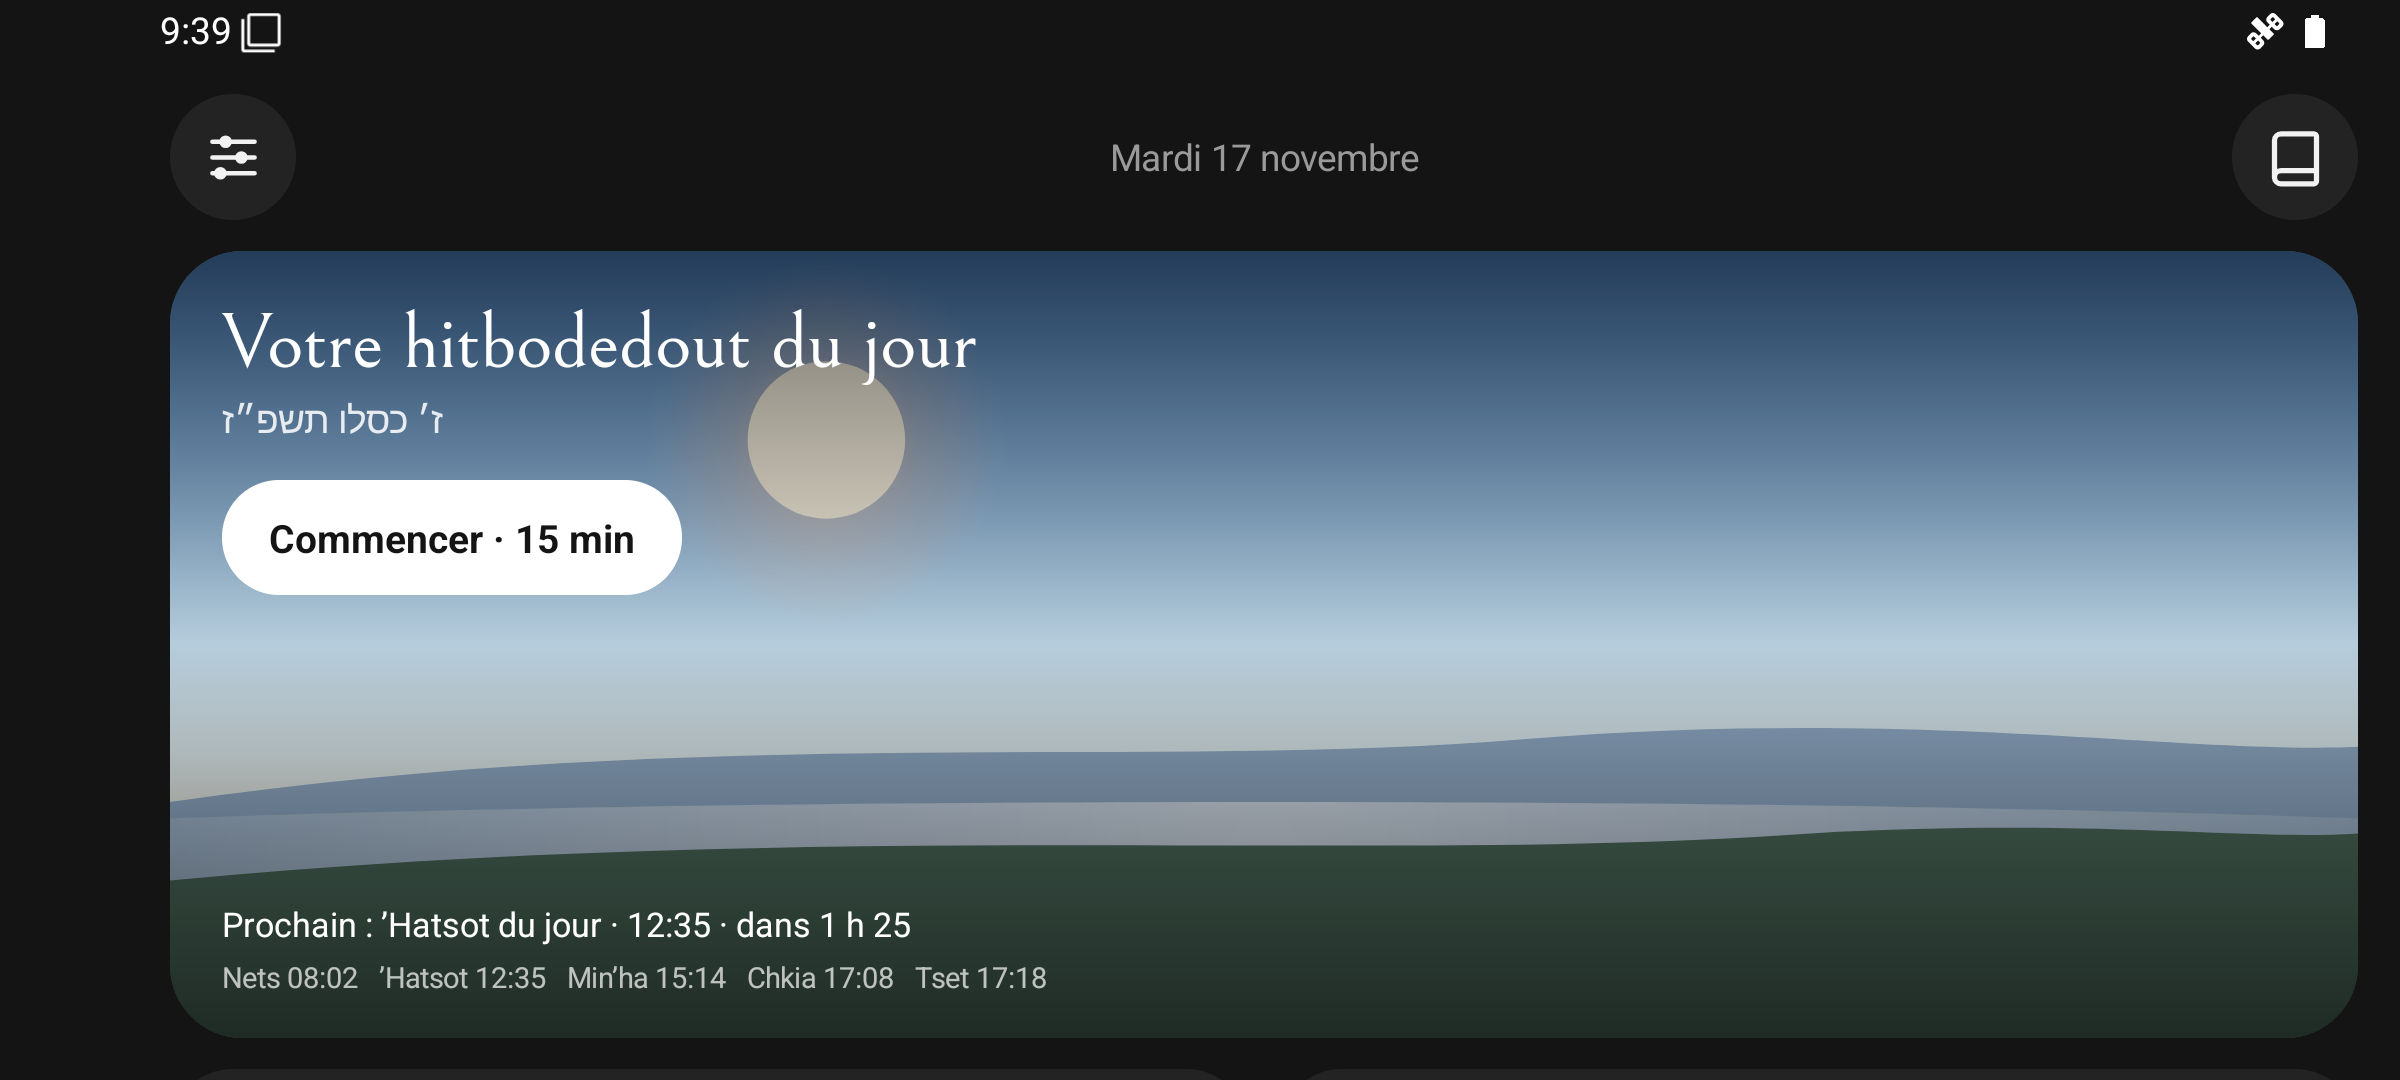 9:39
Mardi 17 novembre
Votre hitbodedout du jour
ז׳ כסלו תשפ״ז
Commencer · 15 min
Prochain : ’Hatsot du jour · 12:35 · dans 1 h 25
Nets 08:02 ’Hatsot 12:35 Min’ha 15:14 Chkia 17:08 Tset 17:18